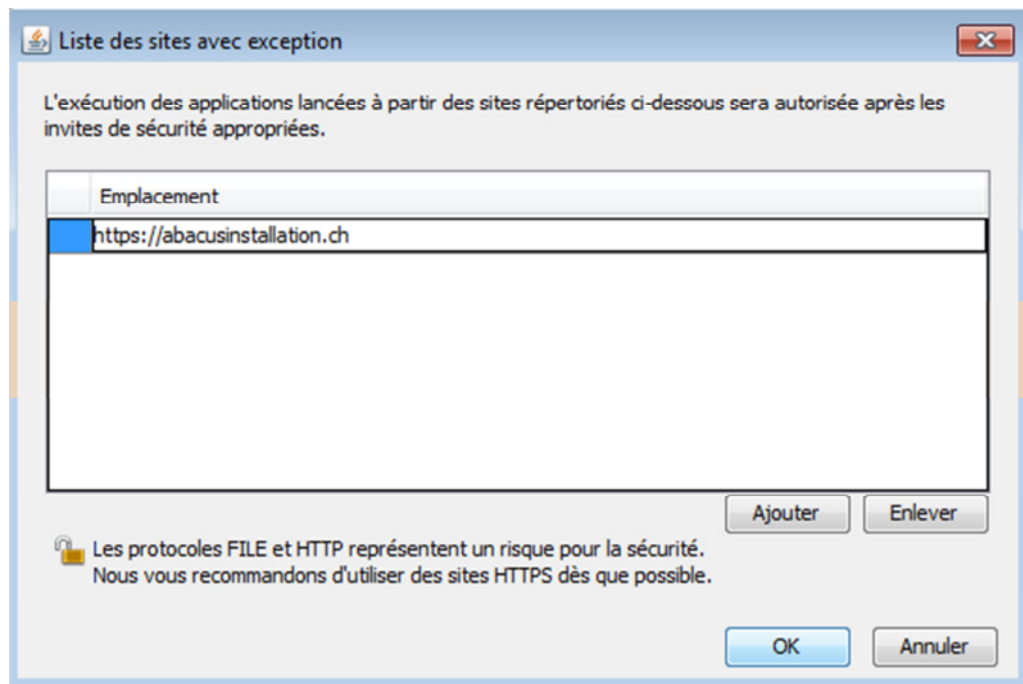 Liste des sites avec exception
L'exécution des applications lancées à partir des sites répertoriés ci-dessous sera autorisée après les
invites de sécurité appropriées.
Emplacement
https://abacusinstallation.ch
Ajouter
Enlever
Les protocoles FILE et HTTP représentent un risque pour la sécurité.
Nous vous recommandons d'utiliser des sites HTTPS dès que possible.
OK
Annuler